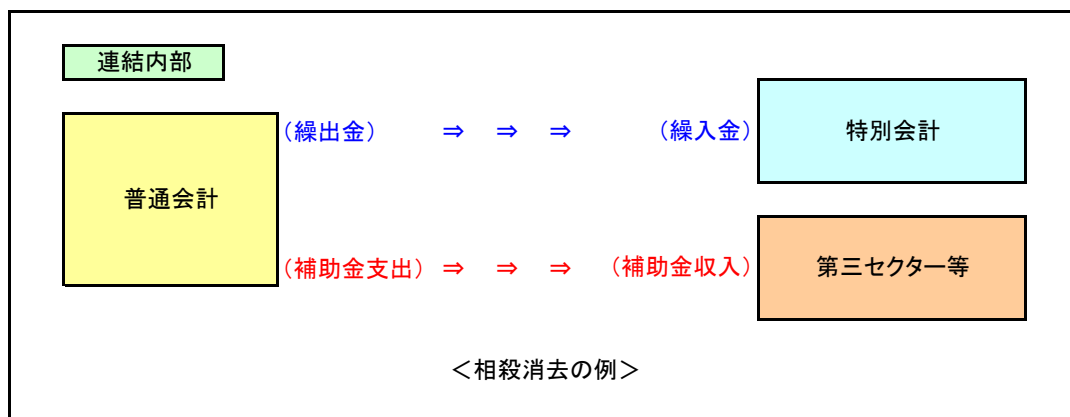 連結内部
(繰出金) ⇒ ⇒ ⇒ (繰入金) 特別会計
普通会計
(補助金支出) ⇒ ⇒ ⇒ (補助金収入) 第三セクター等
<相殺消去の例>